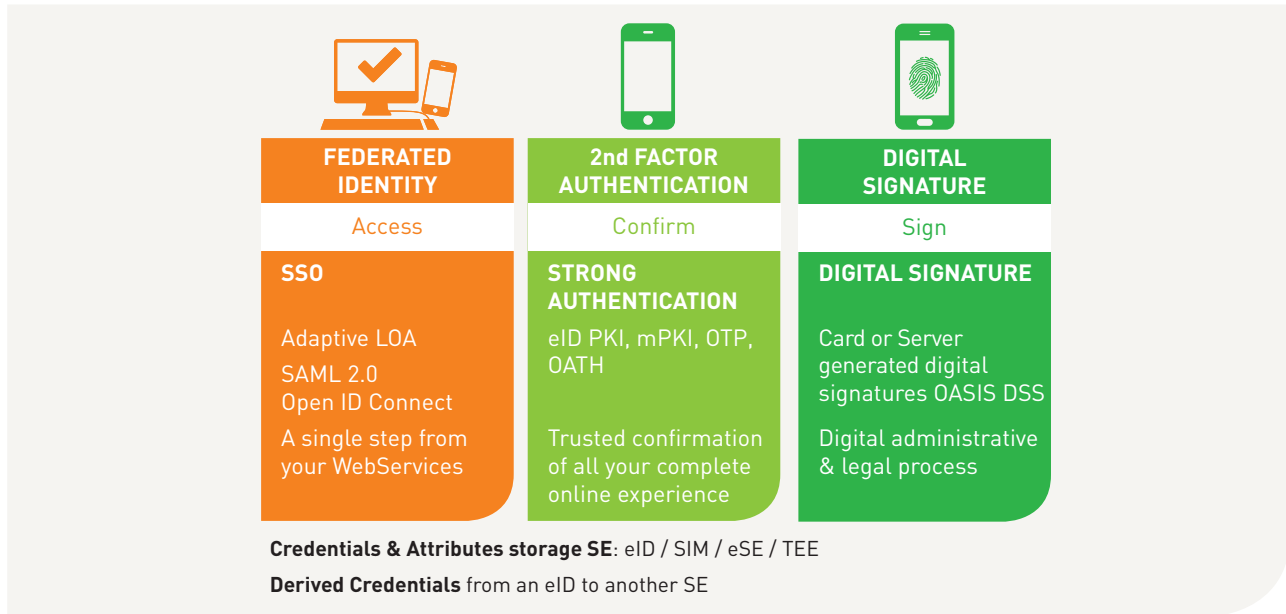 FEDERATED
IDENTITY
Access
SSO
Adaptive LOA
SAML 2.0
Open ID Connect
A single step from
your WebServices
2nd FACTOR
AUTHENTICATION
Confirm
STRONG
AUTHENTICATION
eID PKI, mPKI, OTP,
OATH
Trusted confirmation
of all your complete
online experience
DIGITAL
SIGNATURE
Sign
DIGITAL SIGNATURE
Card or Server
generated digital
signatures OASIS DSS
Digital administrative
& legal process
Credentials & Attributes storage SE: eID / SIM / eSE / TEE
Derived Credentials from an eID to another SE